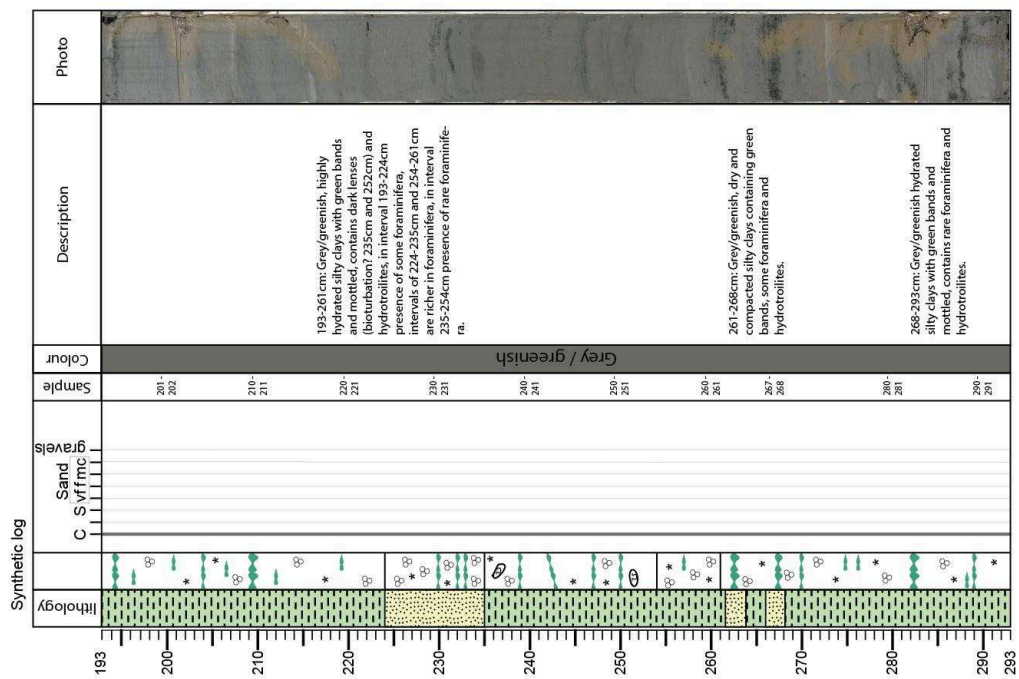 Synthetic log
lithology
C
S
vf f m c
Sand
gravels
Sample
Colour
Description
Photo
193
200
210
220
230
240
250
260
270
280
290
293
201 -
202
210 -
211
220 -
221
230 -
231
240 -
241
250 -
251
260 -
261
267 -
268
280 -
281
290 -
291
Grey / greenish
193-261cm: Grey/greenish, highly
hydrated silty clays with green bands
and mottled, contains dark lenses
(bioturbation? 235cm and 252cm) and
hydrotroilites, in interval 193-224cm
presence of some foraminifera,
intervals of 224-235cm and 254-261cm
are richer in foraminifera, in interval
235-254cm presence of rare foraminife-
ra.
261-268cm: Grey/greenish, dry and
compacted silty clays containing green
bands, some foraminifera and
hydrotroilites.
268-293cm: Grey/greenish hydrated
silty clays with green bands and
mottled, contains rare foraminifera and
hydrotroilites.